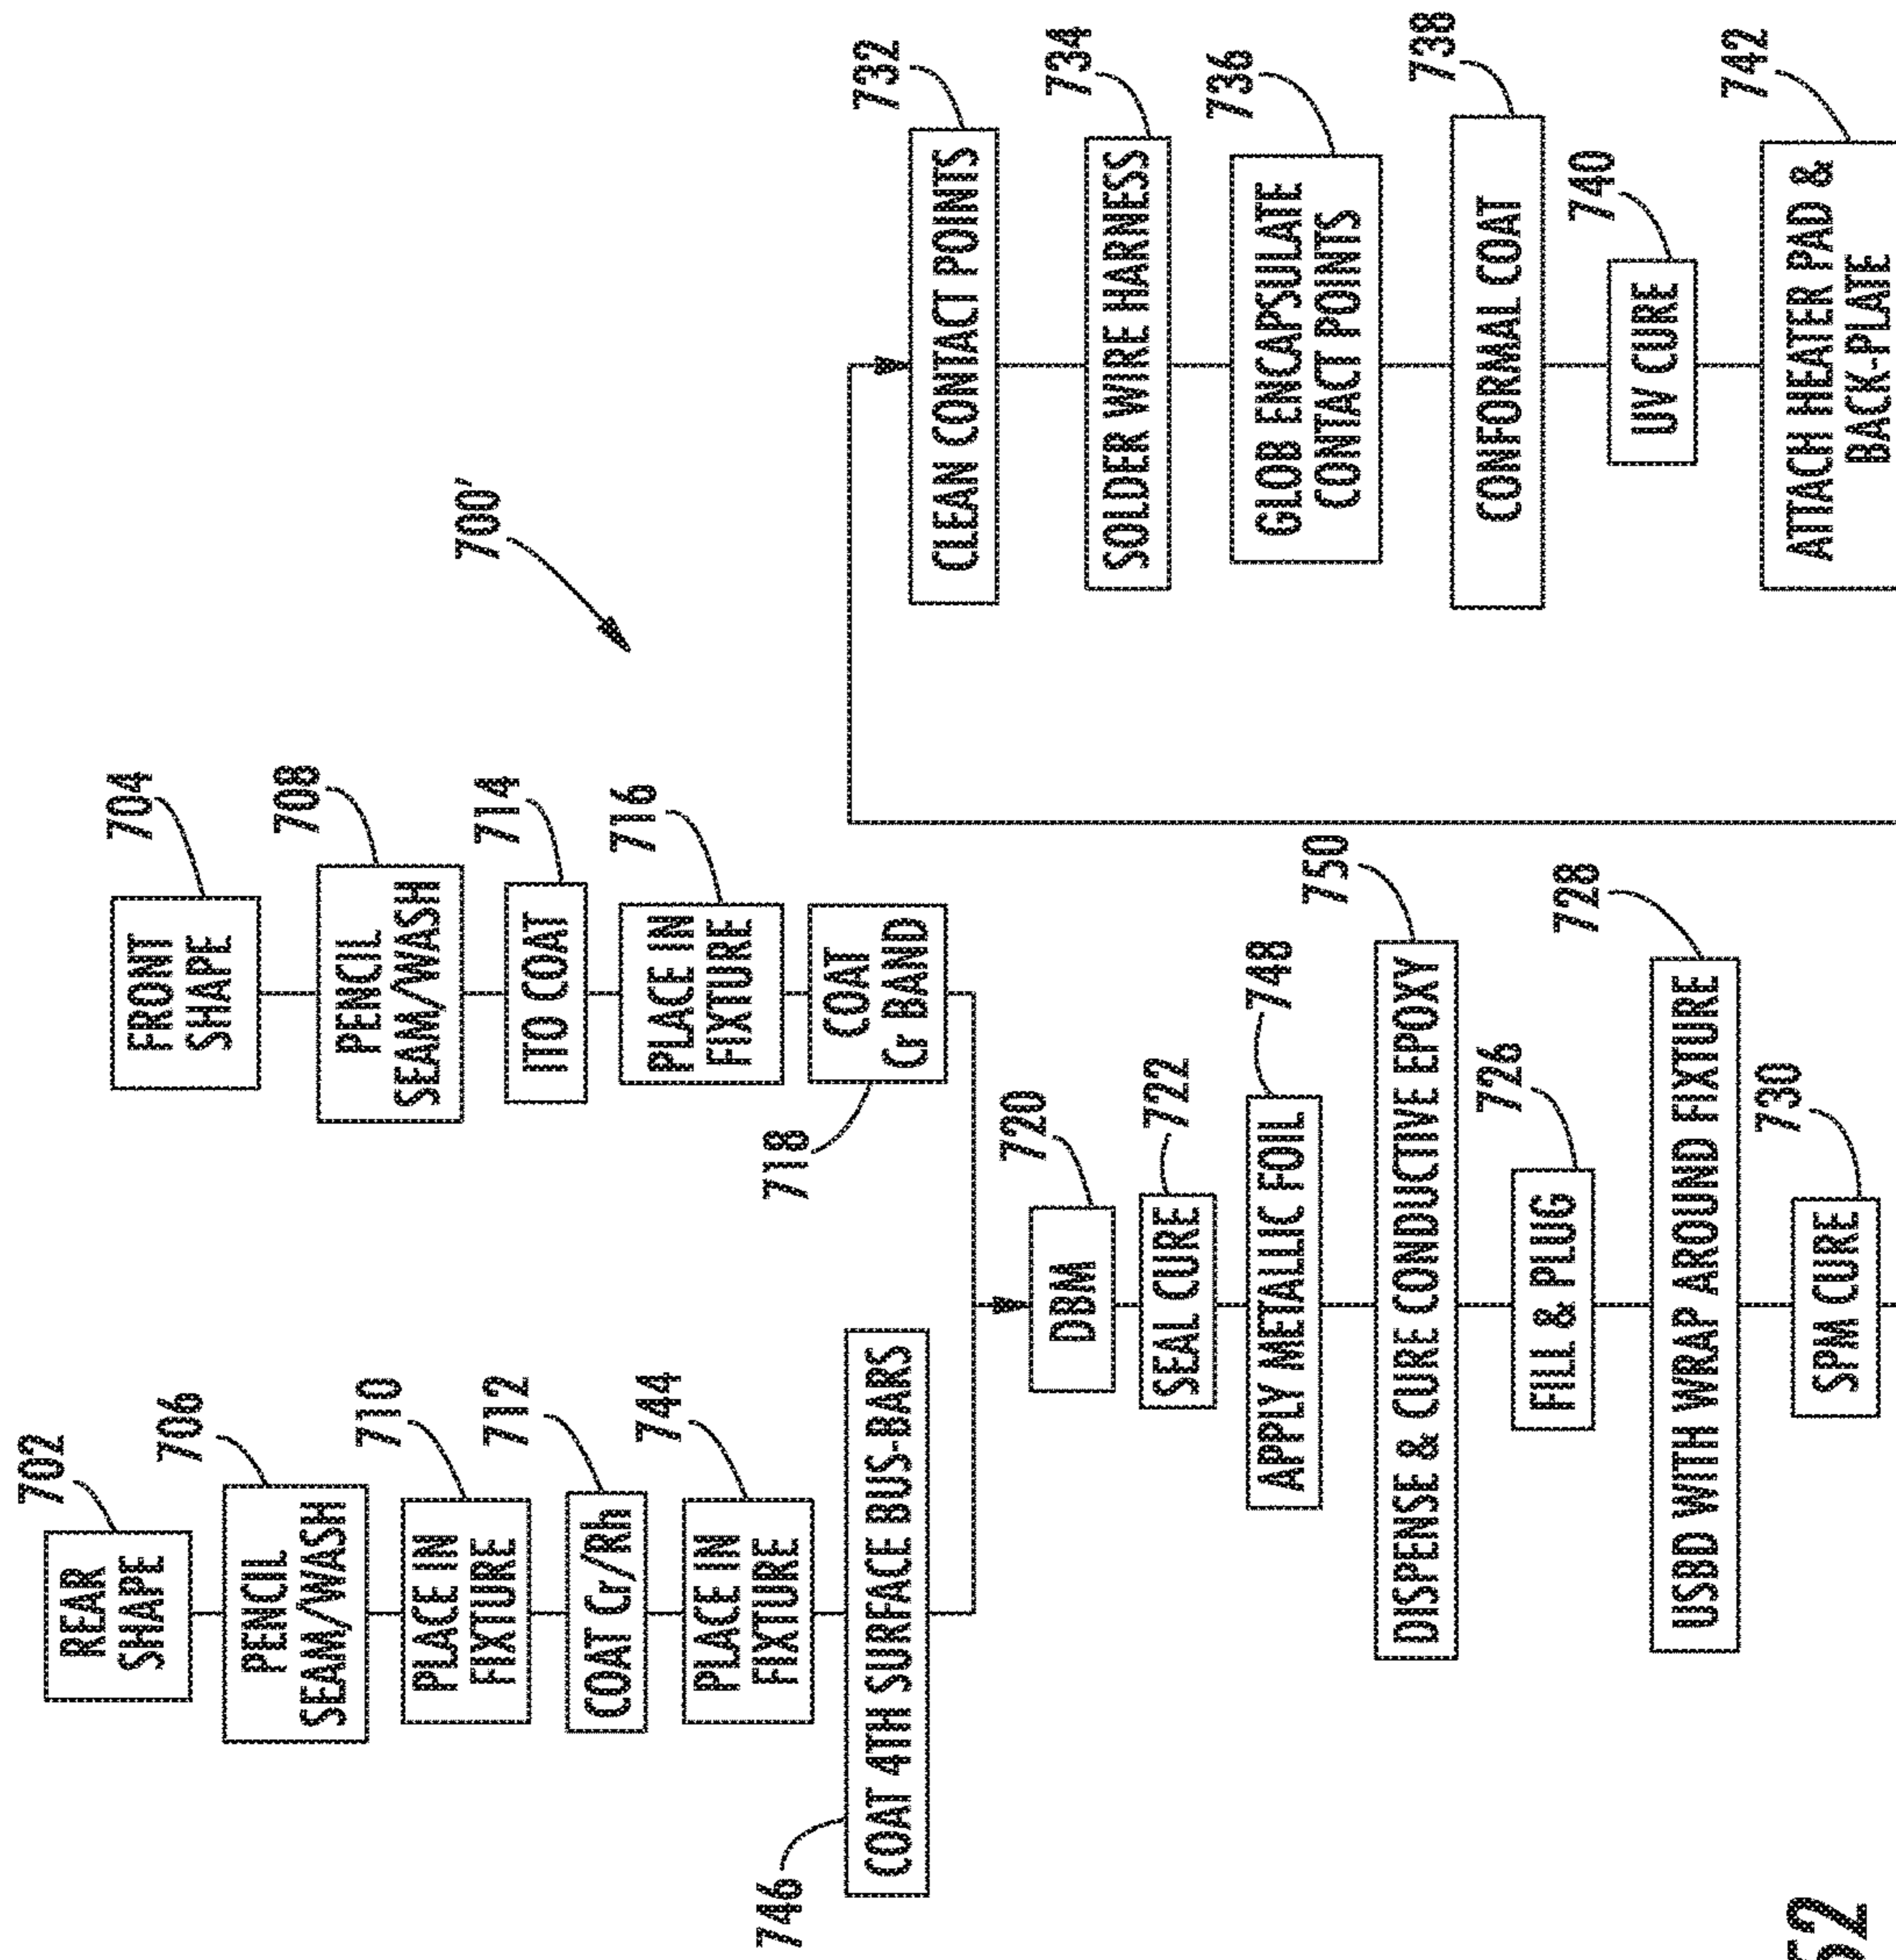 700'
702
REAR
SHAPE
706
PENCIL
SEAM/WASH
710
PLACE IN
FIXTURE
712
COAT Cr/Rh
744
PLACE IN
FIXTURE
746
COAT 4TH SURFACE BUS-BARS
704
FRONT
SHAPE
708
PENCIL
SEAM/WASH
714
ITO COAT
716
PLACE IN
FIXTURE
718
COAT
Cr BAND
720
DBM
722
SEAL CURE
748
APPLY METALLIC FOIL
750
DISPENSE & CURE CONDUCTIVE EPOXY
726
FILL & PLUG
728
USBD WITH WRAP AROUND FIXTURE
730
SPM CURE
732
CLEAN CONTACT POINTS
734
SOLDER WIRE HARNESS
736
GLOB ENCAPSULATE
CONTACT POINTS
738
CONFORMAL COAT
740
UV CURE
742
ATTACH HEATER PAD &
BACK-PLATE
52